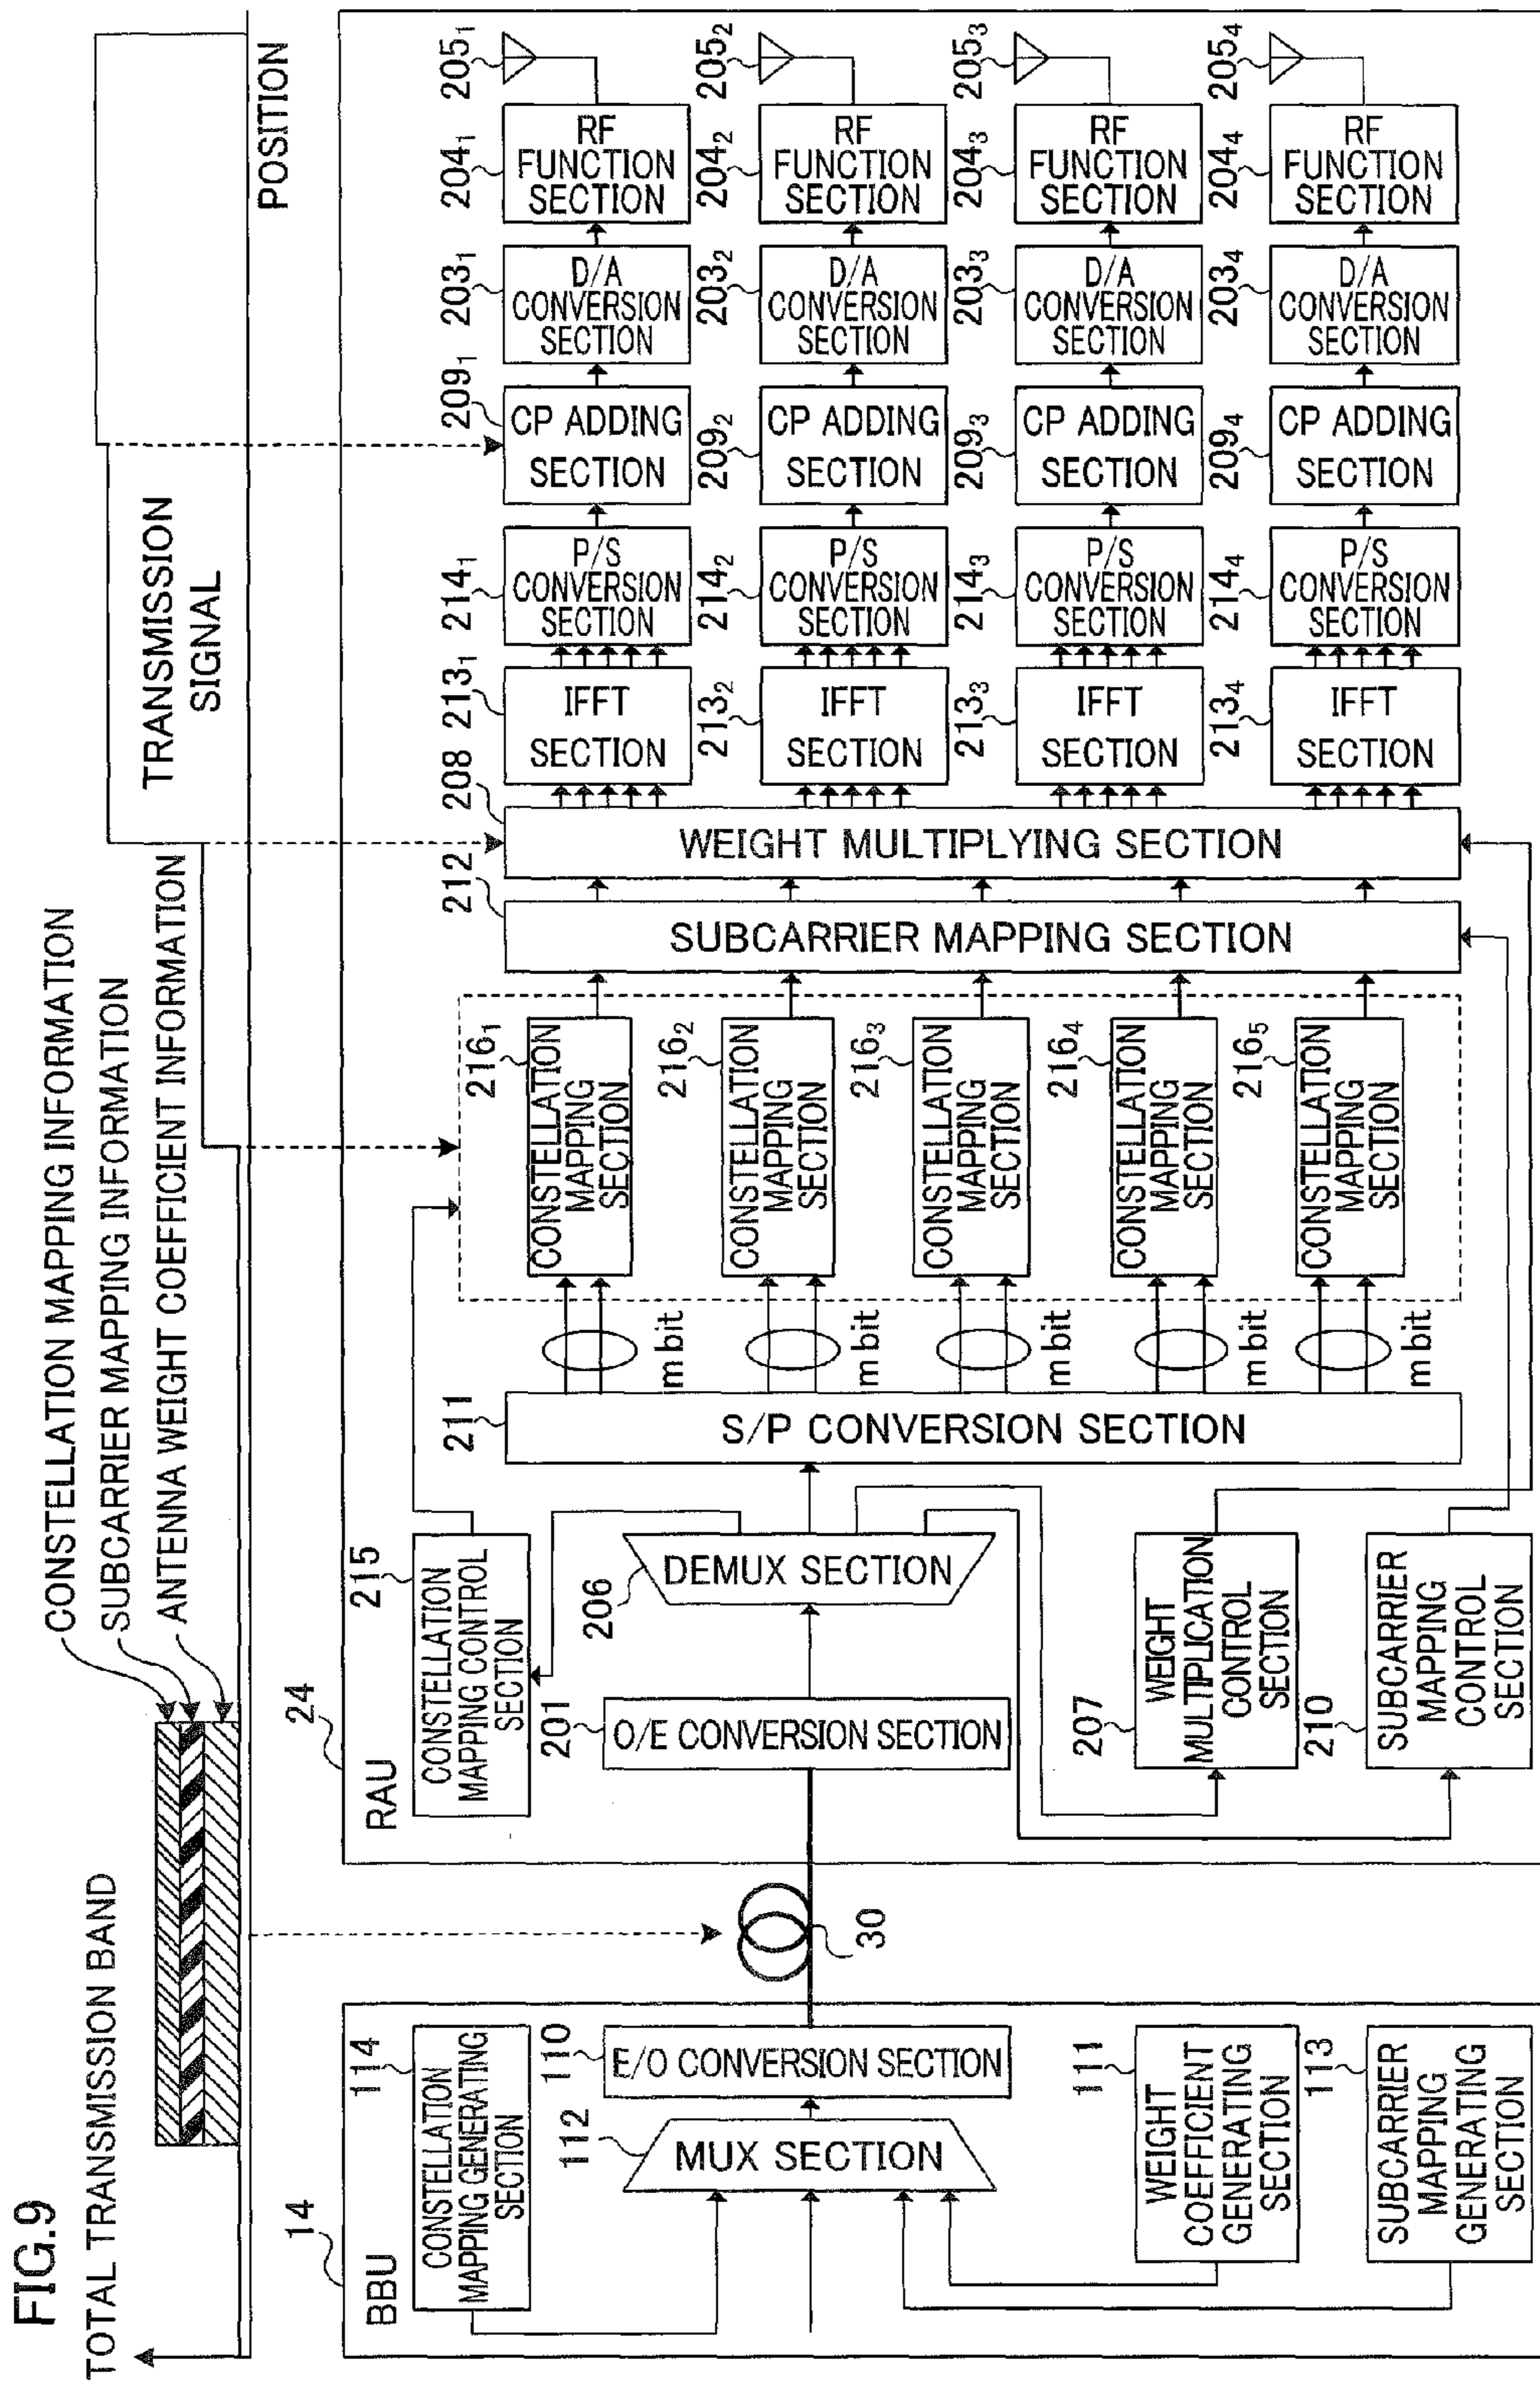 FIG.9
TOTAL TRANSMISSION BAND
CONSTELLATION MAPPING INFORMATION
SUBCARRIER MAPPING INFORMATION
ANTENNA WEIGHT COEFFICIENT INFORMATION
TRANSMISSION
SIGNAL
POSITION
14
BBU
114
CONSTELLATION
MAPPING GENERATING
SECTION
112
MUX SECTION
110
E/O CONVERSION SECTION
111
WEIGHT
COEFFICIENT
GENERATING
SECTION
113
SUBCARRIER
MAPPING
GENERATING
SECTION
30
24
RAU
215
CONSTELLATION
MAPPING CONTROL
SECTION
201
O/E CONVERSION SECTION
206
DEMUX SECTION
207
WEIGHT
MULTIPLICATION
CONTROL
SECTION
210
SUBCARRIER
MAPPING
CONTROL
SECTION
211
S/P CONVERSION SECTION
m bit
m bit
m bit
m bit
m bit
216₁
CONSTELLATION
MAPPING
SECTION
216₂
CONSTELLATION
MAPPING
SECTION
216₃
CONSTELLATION
MAPPING
SECTION
216₄
CONSTELLATION
MAPPING
SECTION
216₅
CONSTELLATION
MAPPING
SECTION
212
SUBCARRIER MAPPING SECTION
208
WEIGHT MULTIPLYING SECTION
213₁
IFFT
SECTION
214₁
P/S
CONVERSION
SECTION
209₁
CP ADDING
SECTION
203₁
D/A
CONVERSION
SECTION
204₁
RF
FUNCTION
SECTION
205₁
213₂
IFFT
SECTION
214₂
P/S
CONVERSION
SECTION
209₂
CP ADDING
SECTION
203₂
D/A
CONVERSION
SECTION
204₂
RF
FUNCTION
SECTION
205₂
213₃
IFFT
SECTION
214₃
P/S
CONVERSION
SECTION
209₃
CP ADDING
SECTION
203₃
D/A
CONVERSION
SECTION
204₃
RF
FUNCTION
SECTION
205₃
213₄
IFFT
SECTION
214₄
P/S
CONVERSION
SECTION
209₄
CP ADDING
SECTION
203₄
D/A
CONVERSION
SECTION
204₄
RF
FUNCTION
SECTION
205₄